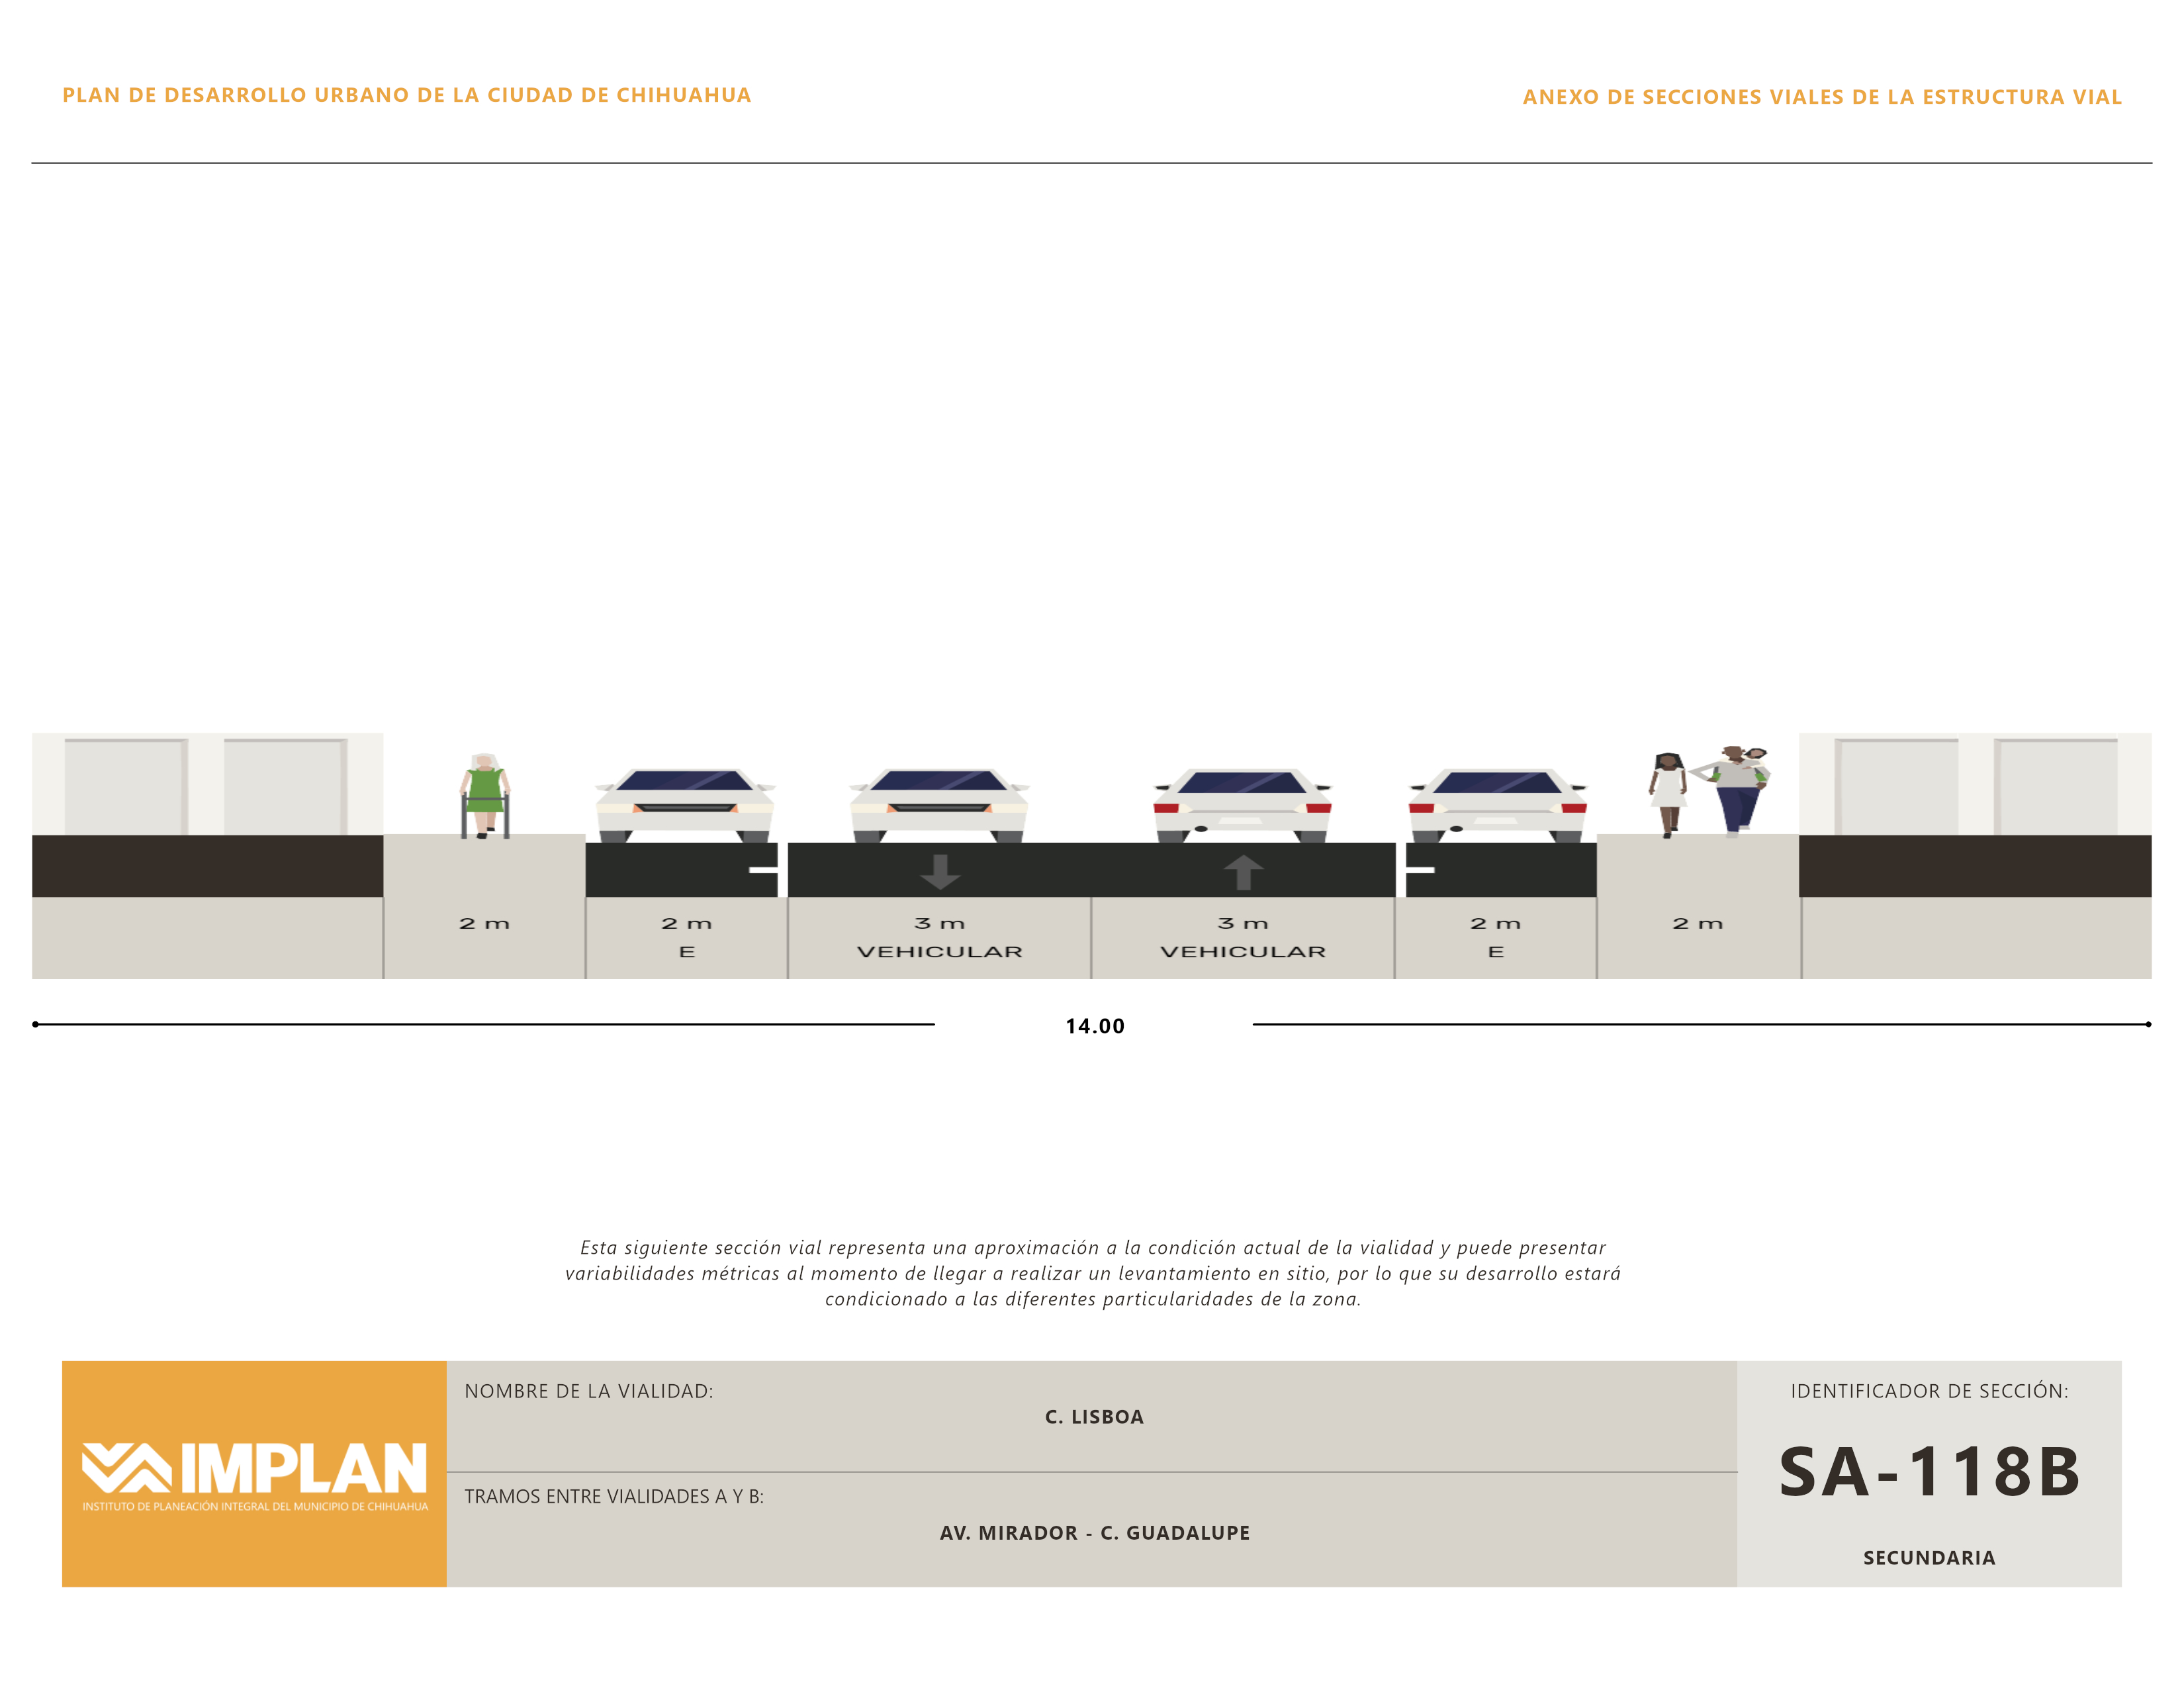 PLAN DE DESARROLLO URBANO DE LA CIUDAD DE CHIHUAHUA
ANEXO DE SECCIONES VIALES DE LA ESTRUCTURA VIAL
2 m
2 m
E
3 m
VEHICULAR
3 m
VEHICULAR
2 m
E
2 m
14.00
Esta siguiente sección vial representa una aproximación a la condición actual de la vialidad y puede presentar
variabilidades métricas al momento de llegar a realizar un levantamiento en sitio, por lo que su desarrollo estará
condicionado a las diferentes particularidades de la zona.
IMPLAN
INSTITUTO DE PLANEACIÓN INTEGRAL DEL MUNICIPIO DE CHIHUAHUA
NOMBRE DE LA VIALIDAD:
C. LISBOA
TRAMOS ENTRE VIALIDADES A Y B:
AV. MIRADOR - C. GUADALUPE
IDENTIFICADOR DE SECCIÓN:
SA-118B
SECUNDARIA